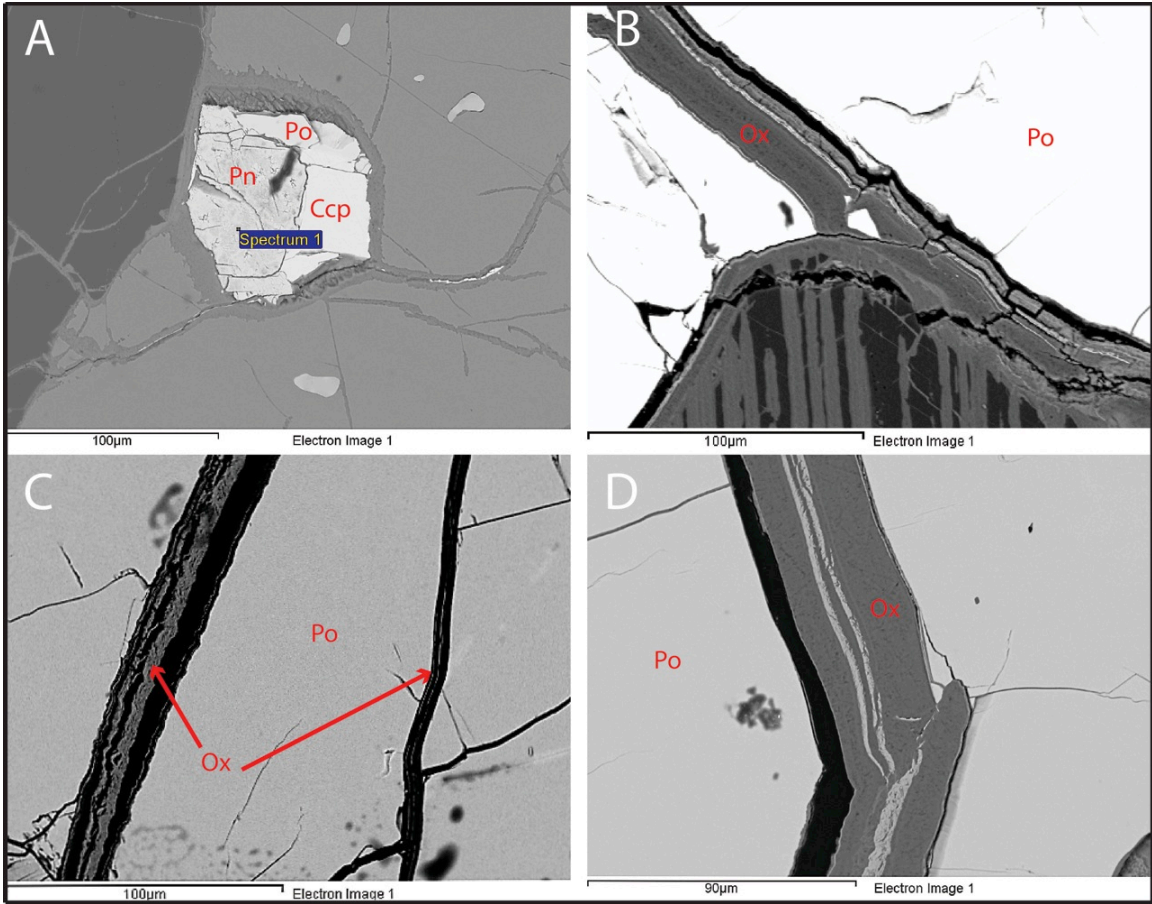 A
Po
Pn
Ccp
Spectrum 1
100µm
Electron Image 1
B
Ox
Po
100µm
Electron Image 1
C
Po
Ox
100µm
Electron Image 1
D
Ox
Po
90µm
Electron Image 1